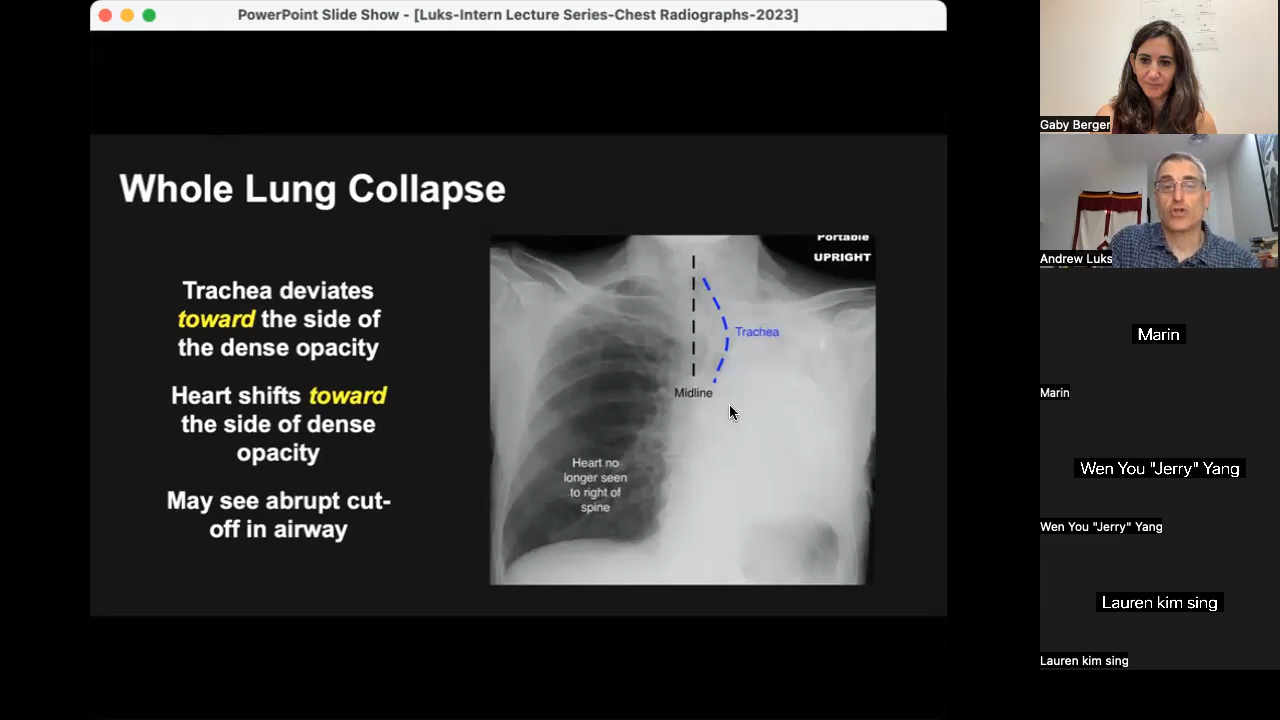 PowerPoint Slide Show - [Luks-Intern Lecture Series-Chest Radiographs-2023]
Whole Lung Collapse
Trachea deviates
toward the side of
the dense opacity
Heart shifts toward
the side of dense
opacity
May see abrupt cut-
off in airway
Portable
UPRIGHT
Trachea
Midline
Heart no
longer seen
to right of
spine
Gaby Berger
Andrew Luks
Marin
Marin
Wen You "Jerry" Yang
Wen You "Jerry" Yang
Lauren kim sing
Lauren kim sing